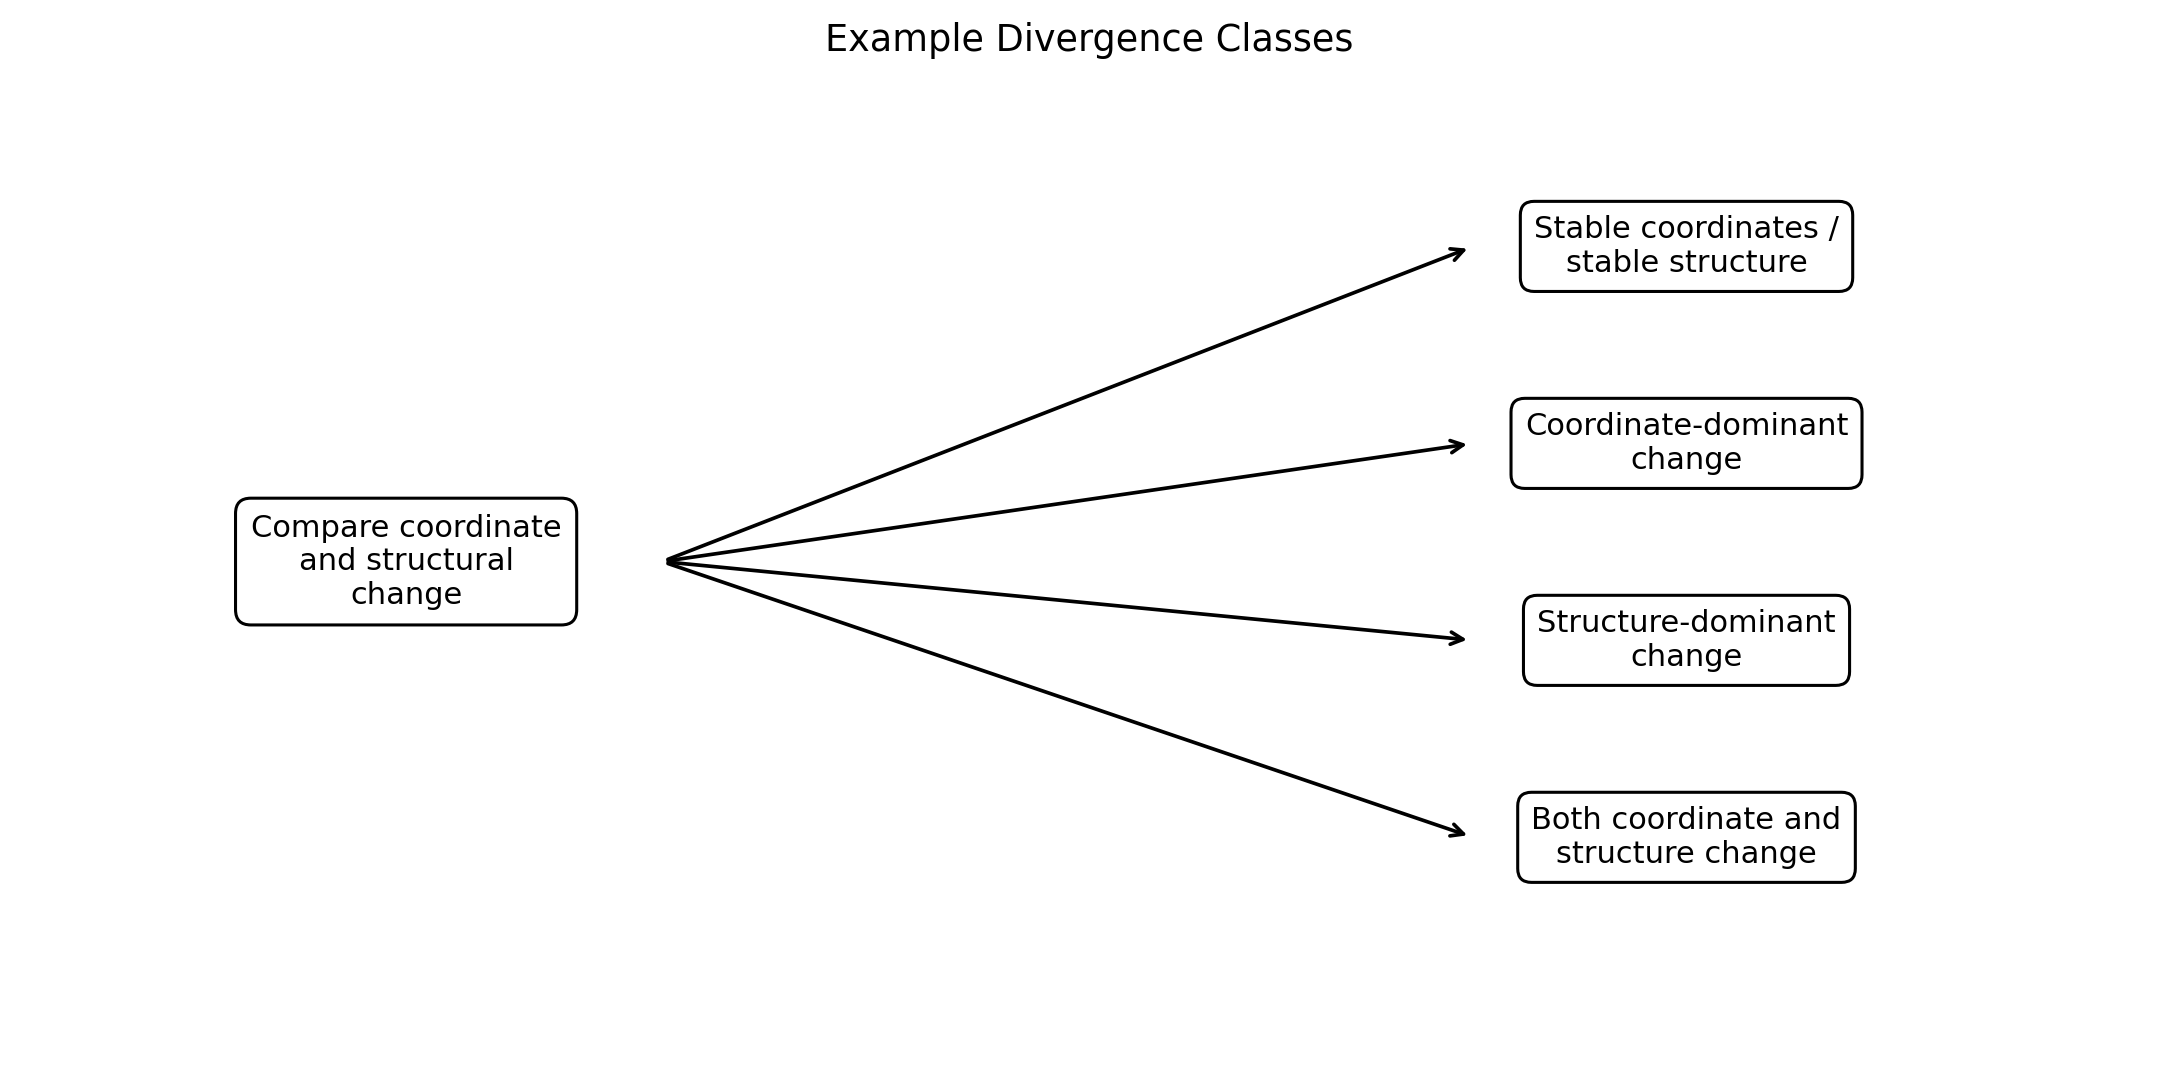 Example Divergence Classes
Compare coordinate
and structural
change
Stable coordinates /
stable structure
Coordinate-dominant
change
Structure-dominant
change
Both coordinate and
structure change